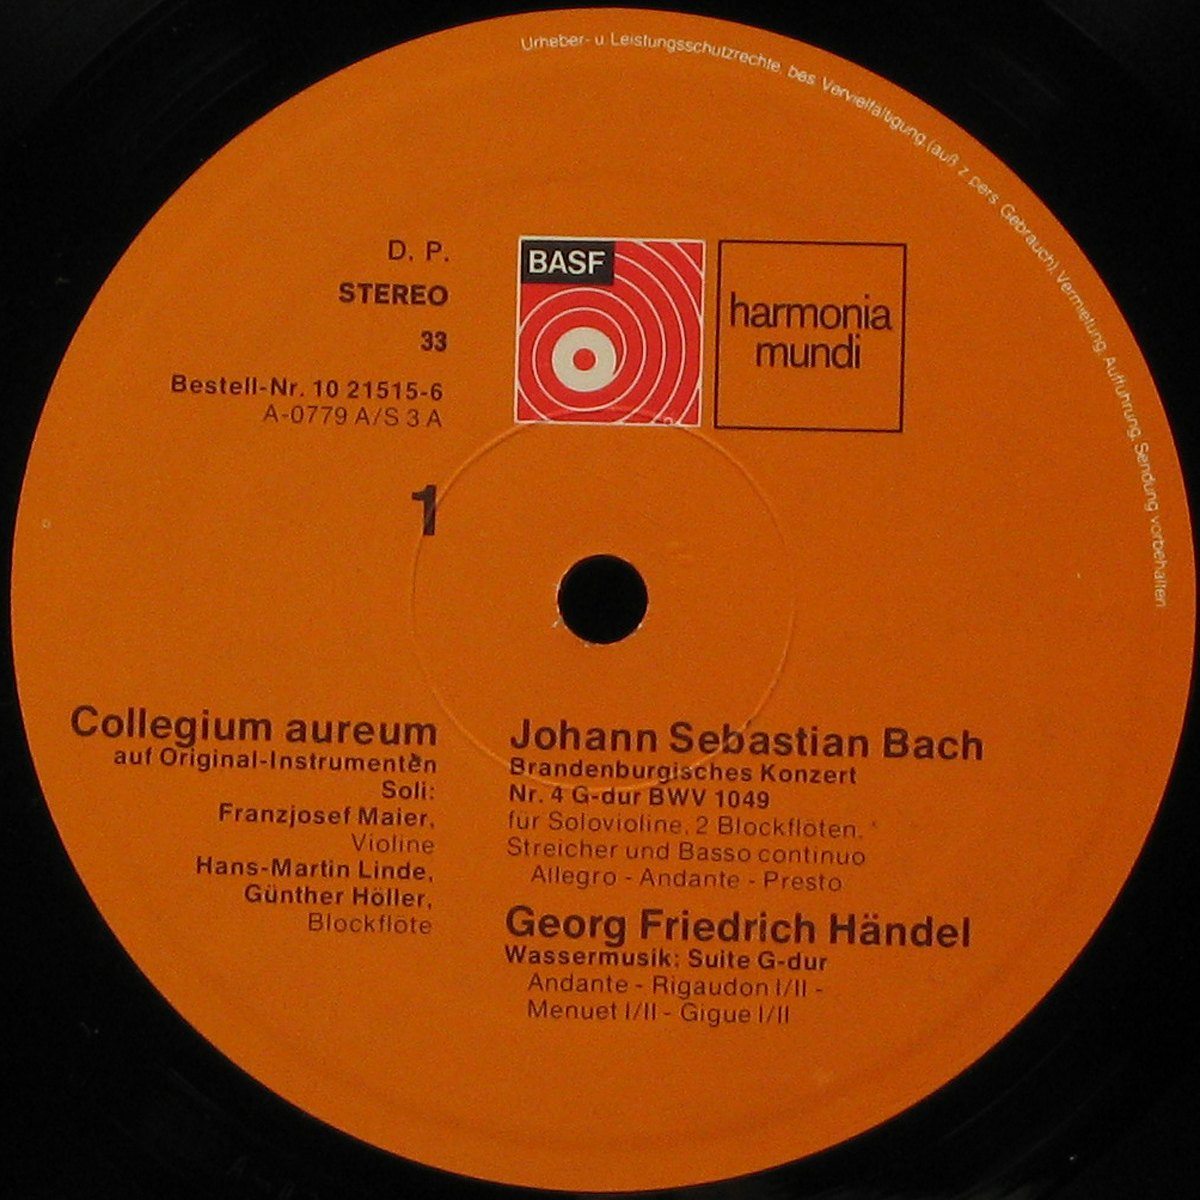 Urheber- u Leistungsschutzrechte, bes. Vervielfältigung (auß z pers. Gebrauch), Vermietung, Aufführung, Sendung vorbehalten
D. P.
STEREO
33
Bestell-Nr. 10 21515-6
A-0779 A/S 3 A
1
BASF
harmonia
mundi
Collegium aureum
auf Original-Instrumenten
Soli:
Franzjosef Maier,
Violine
Hans-Martin Linde,
Günther Höller,
Blockflöte
Johann Sebastian Bach
Brandenburgisches Konzert
Nr. 4 G-dur BWV 1049
für Solovioline, 2 Blockflöten,
Streicher und Basso continuo
Allegro - Andante - Presto
Georg Friedrich Händel
Wassermusik: Suite G-dur
Andante - Rigaudon I/II -
Menuet I/II - Gigue I/II